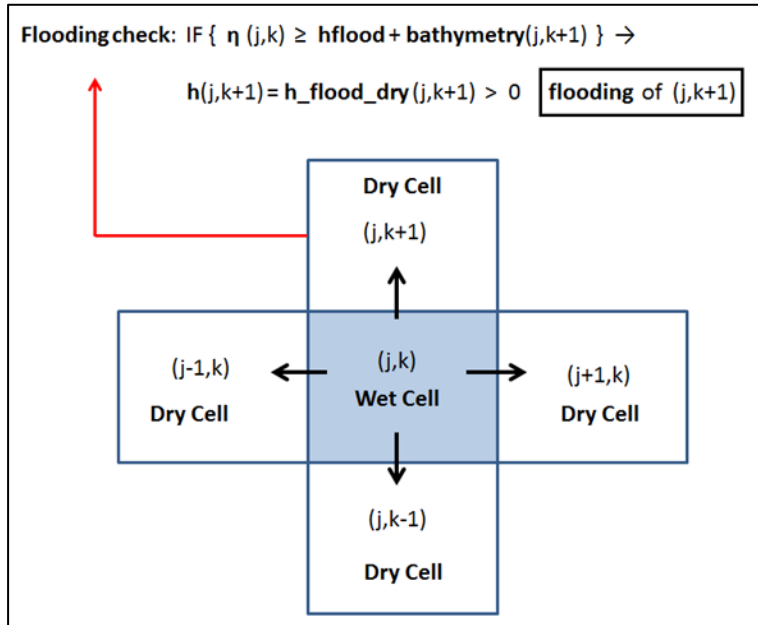 Flooding check: IF { η (j,k) ≥ hflood + bathymetry(j,k+1) } →
h(j,k+1) = h_flood_dry(j,k+1) > 0 flooding of (j,k+1)
Dry Cell
(j,k+1)
(j-1,k) (j,k) (j+1,k)
Dry Cell Wet Cell Dry Cell
(j,k-1)
Dry Cell